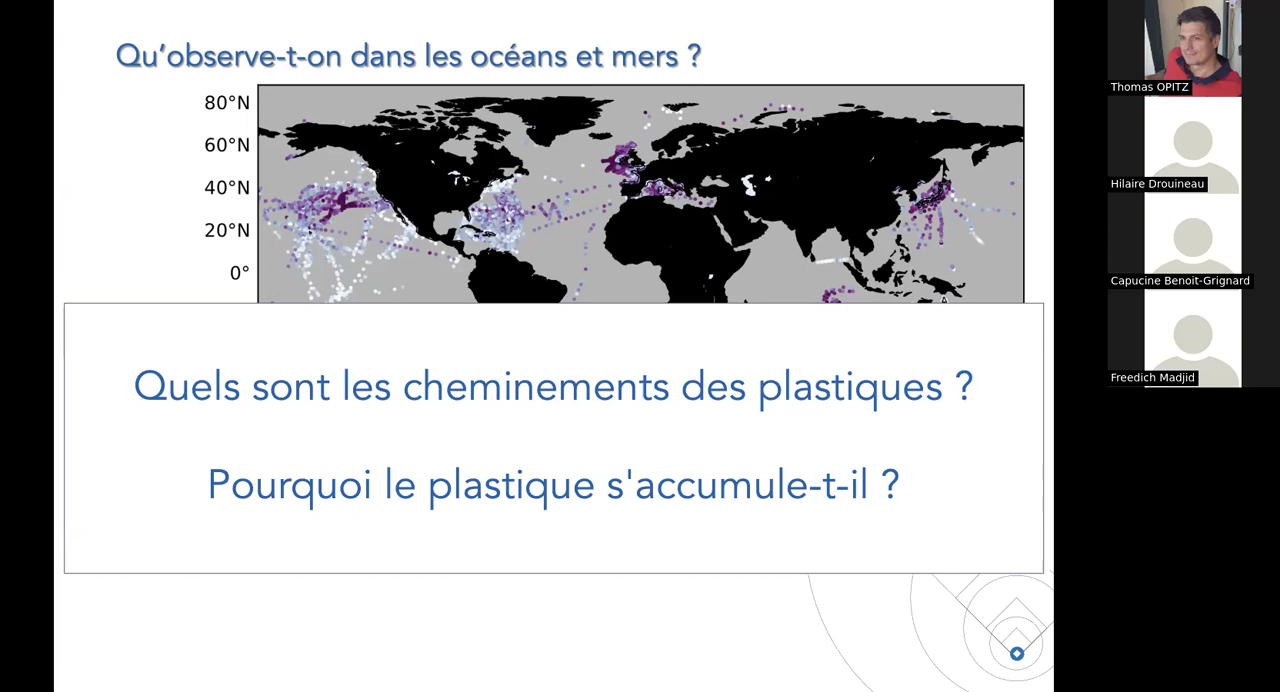 Qu'observe-t-on dans les océans et mers ?
80°N
60°N
40°N
20°N
0°
Quels sont les cheminements des plastiques ?
Pourquoi le plastique s'accumule-t-il ?
Thomas OPITZ
Hilaire Drouineau
Capucine Benoit-Grignard
Freedich Madjid